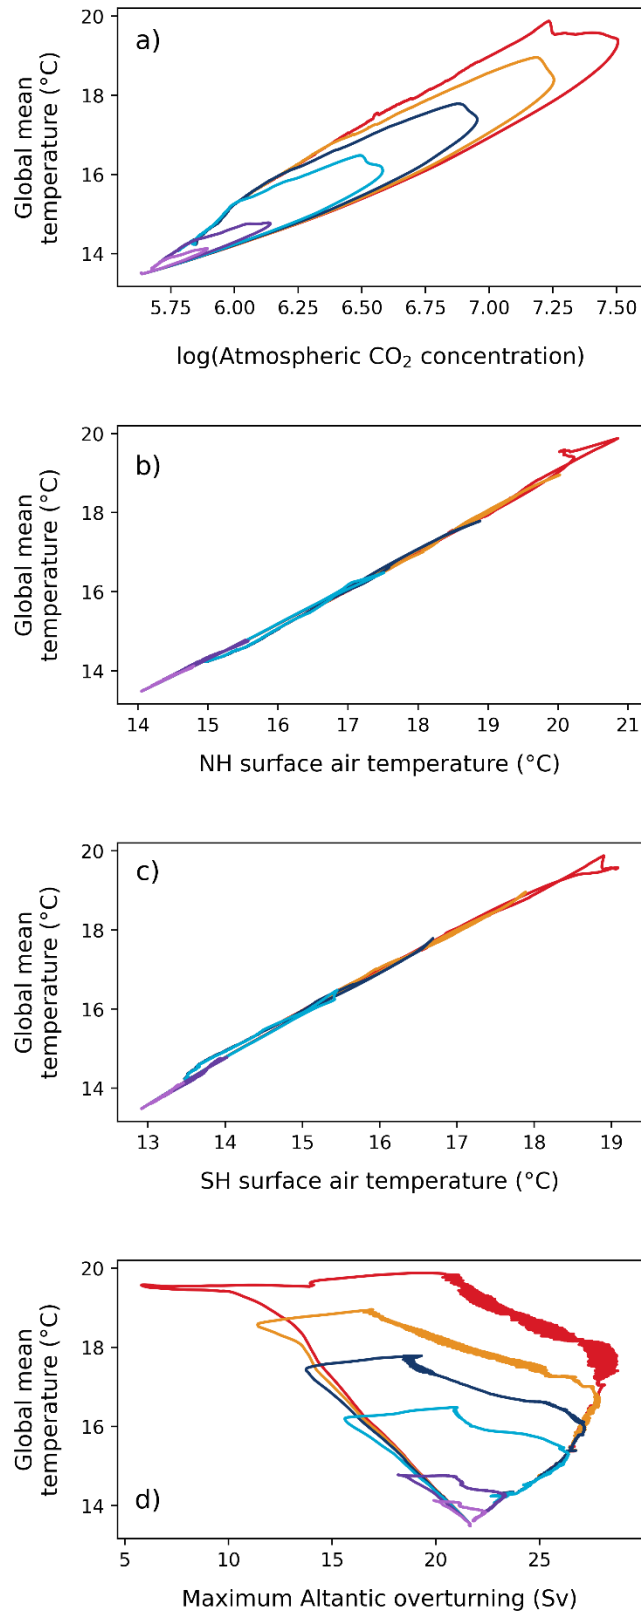 a)
Global mean
temperature (°C)
20
18
16
14
5.75 6.00 6.25 6.50 6.75 7.00 7.25 7.50
log(Atmospheric CO₂ concentration)
b)
Global mean
temperature (°C)
20
18
16
14
14 15 16 17 18 19 20 21
NH surface air temperature (°C)
c)
Global mean
temperature (°C)
20
18
16
14
13 14 15 16 17 18 19
SH surface air temperature (°C)
Global mean
temperature (°C)
20
18
16
14
d)
5 10 15 20 25
Maximum Altantic overturning (Sv)